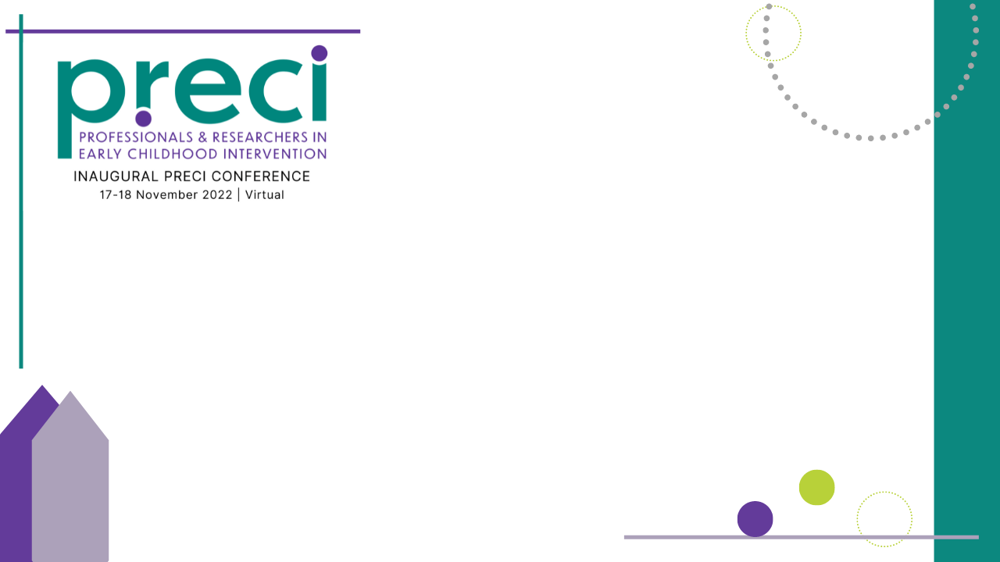 preci
PROFESSIONALS & RESEARCHERS IN
EARLY CHILDHOOD INTERVENTION
INAUGURAL PRECI CONFERENCE
17-18 November 2022 | Virtual